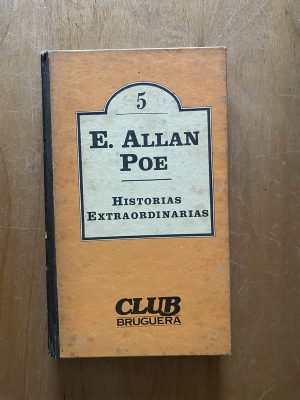 5
E. ALLAN
POE
HISTORIAS
EXTRAORDINARIAS
CLUB
BRUGUERA